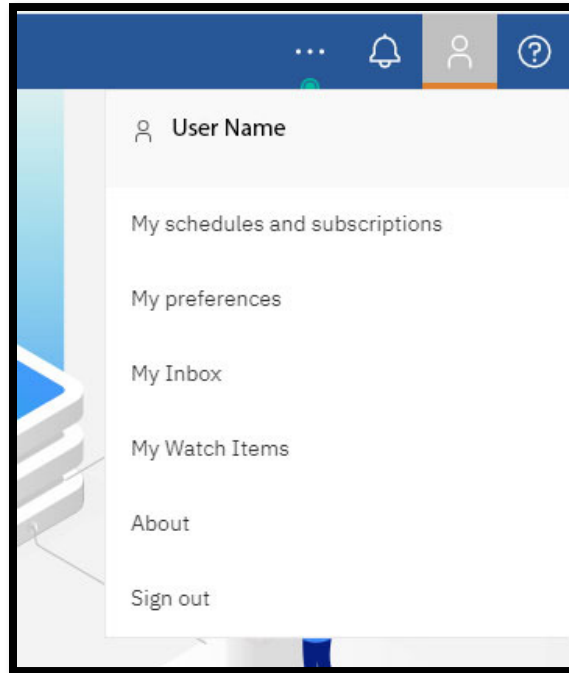 User Name
My schedules and subscriptions
My preferences
My Inbox
My Watch Items
About
Sign out